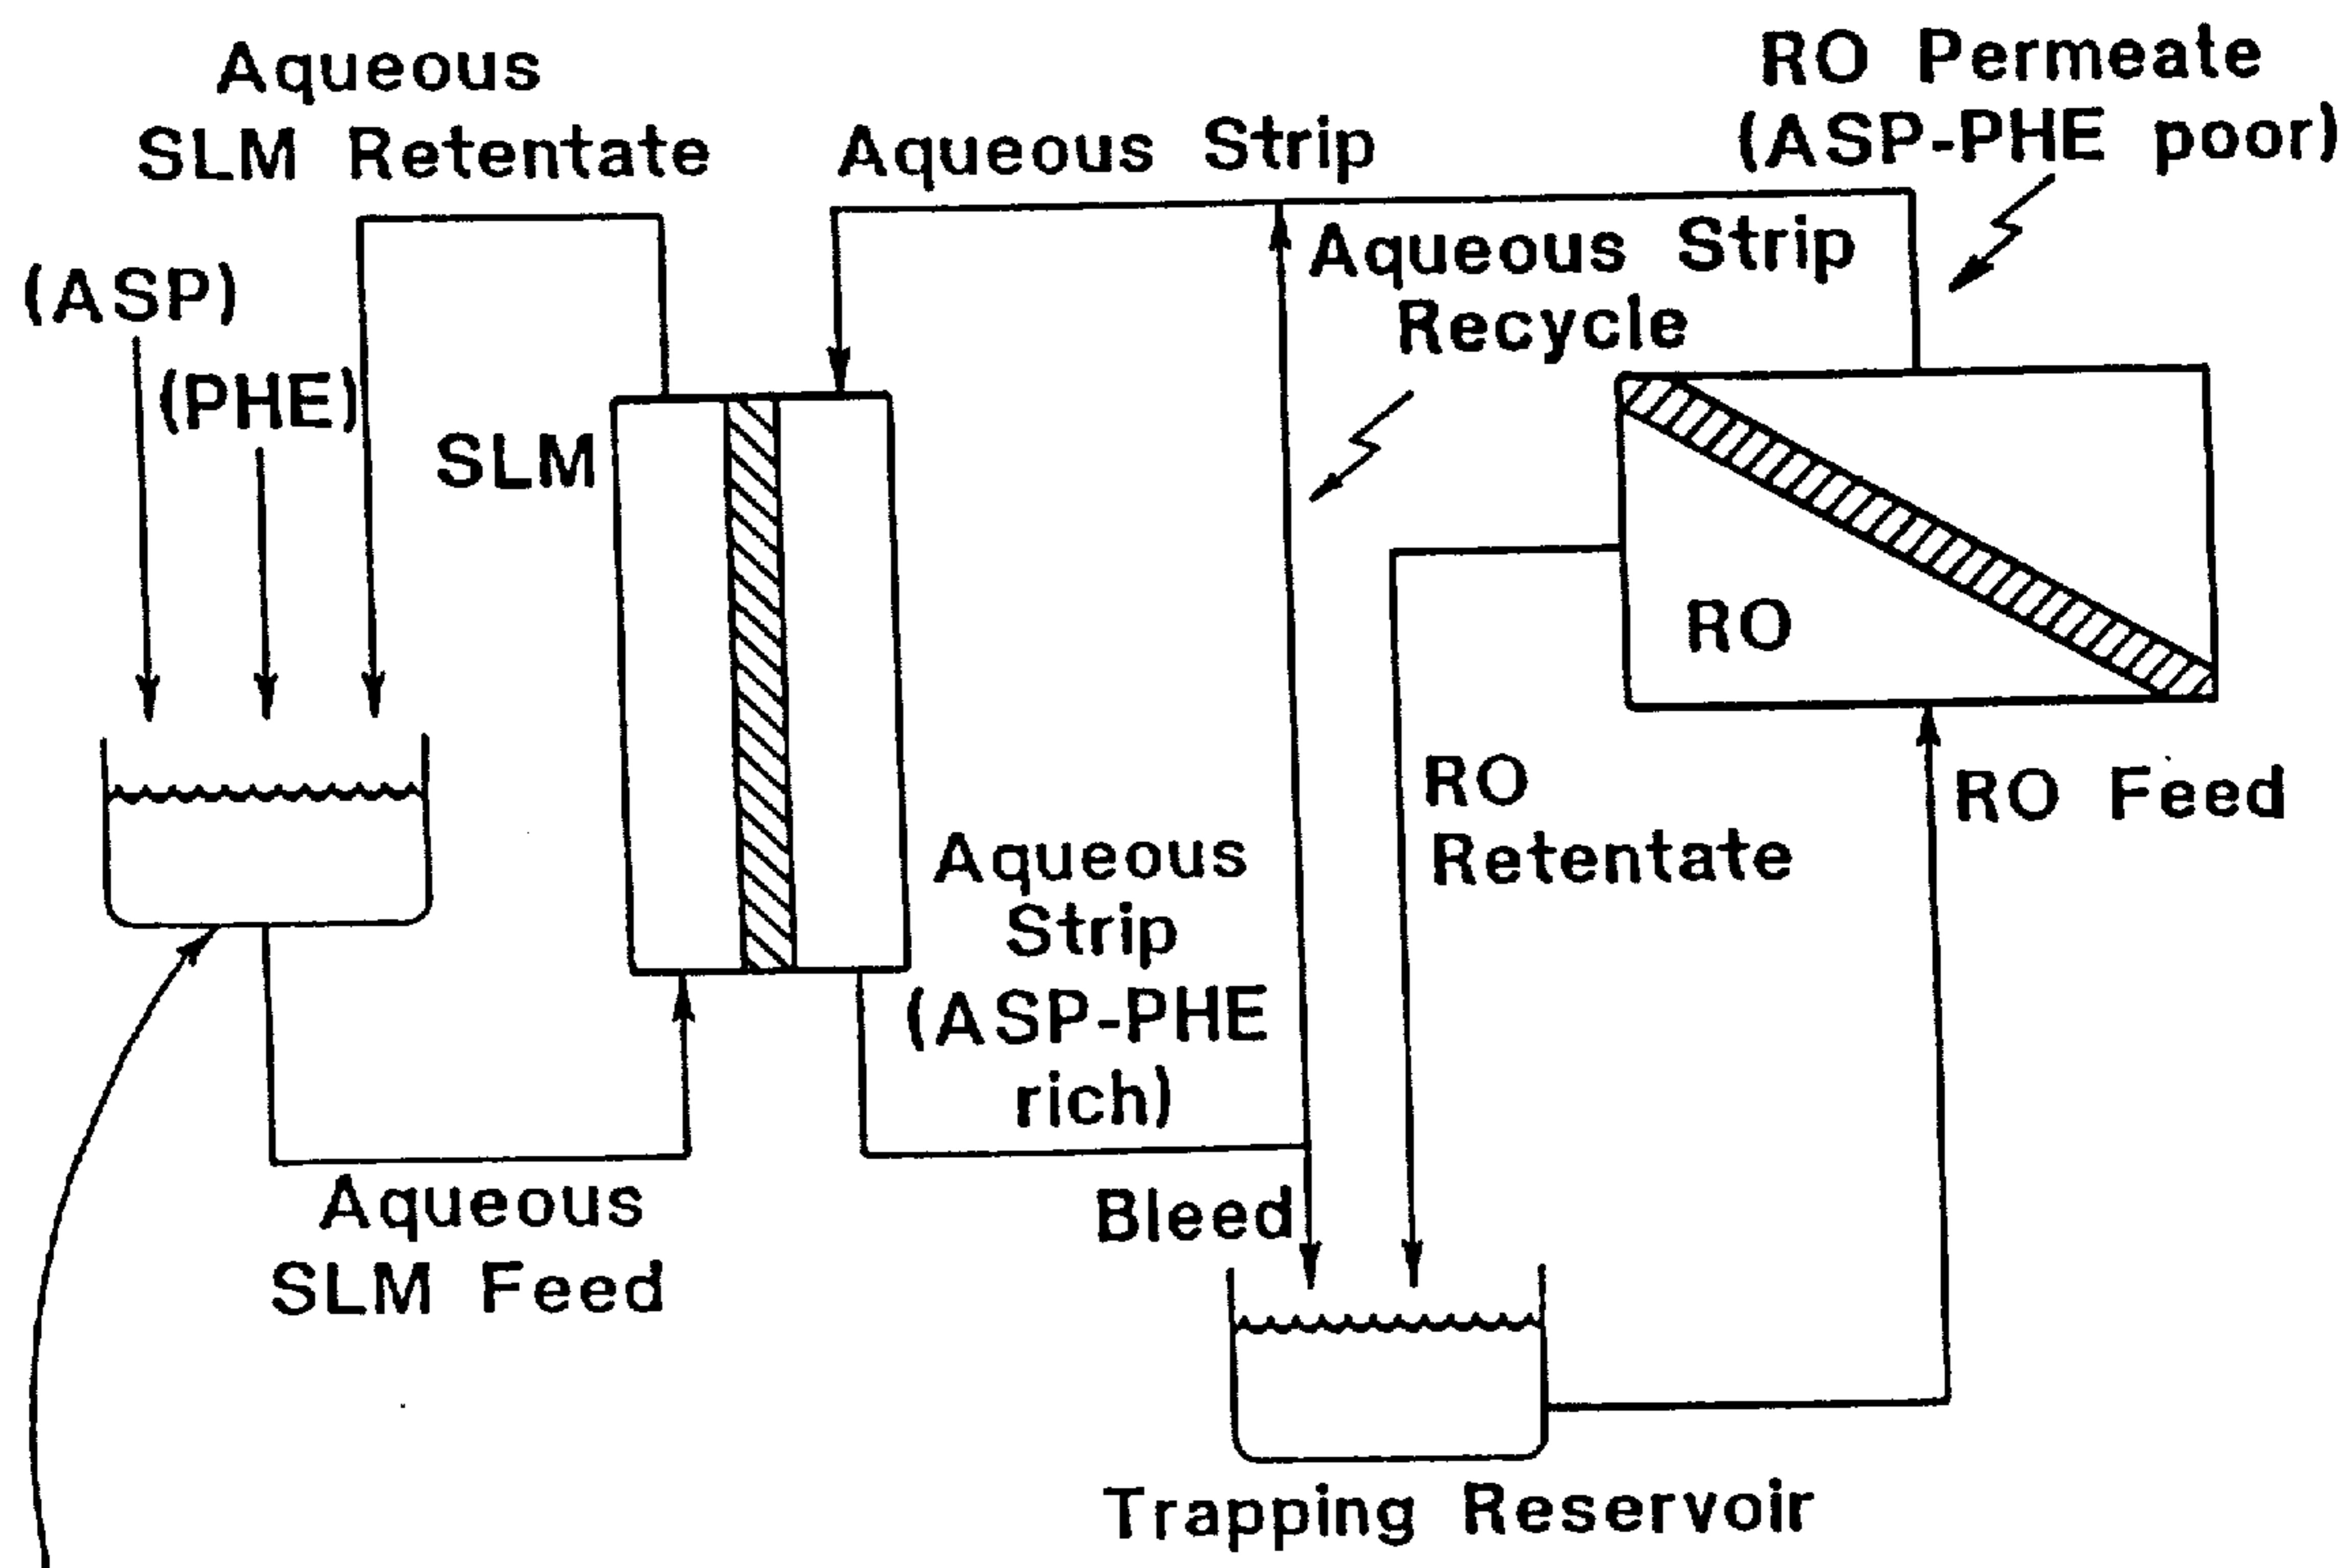 Aqueous
SLM Retentate
Aqueous Strip
RO Permeate
(ASP-PHE poor)
(ASP)
(PHE)
Aqueous Strip
Recycle
SLM
RO
RO
Retentate
RO Feed
Aqueous
Strip
(ASP-PHE
rich)
Aqueous
SLM Feed
Bleed
Trapping Reservoir